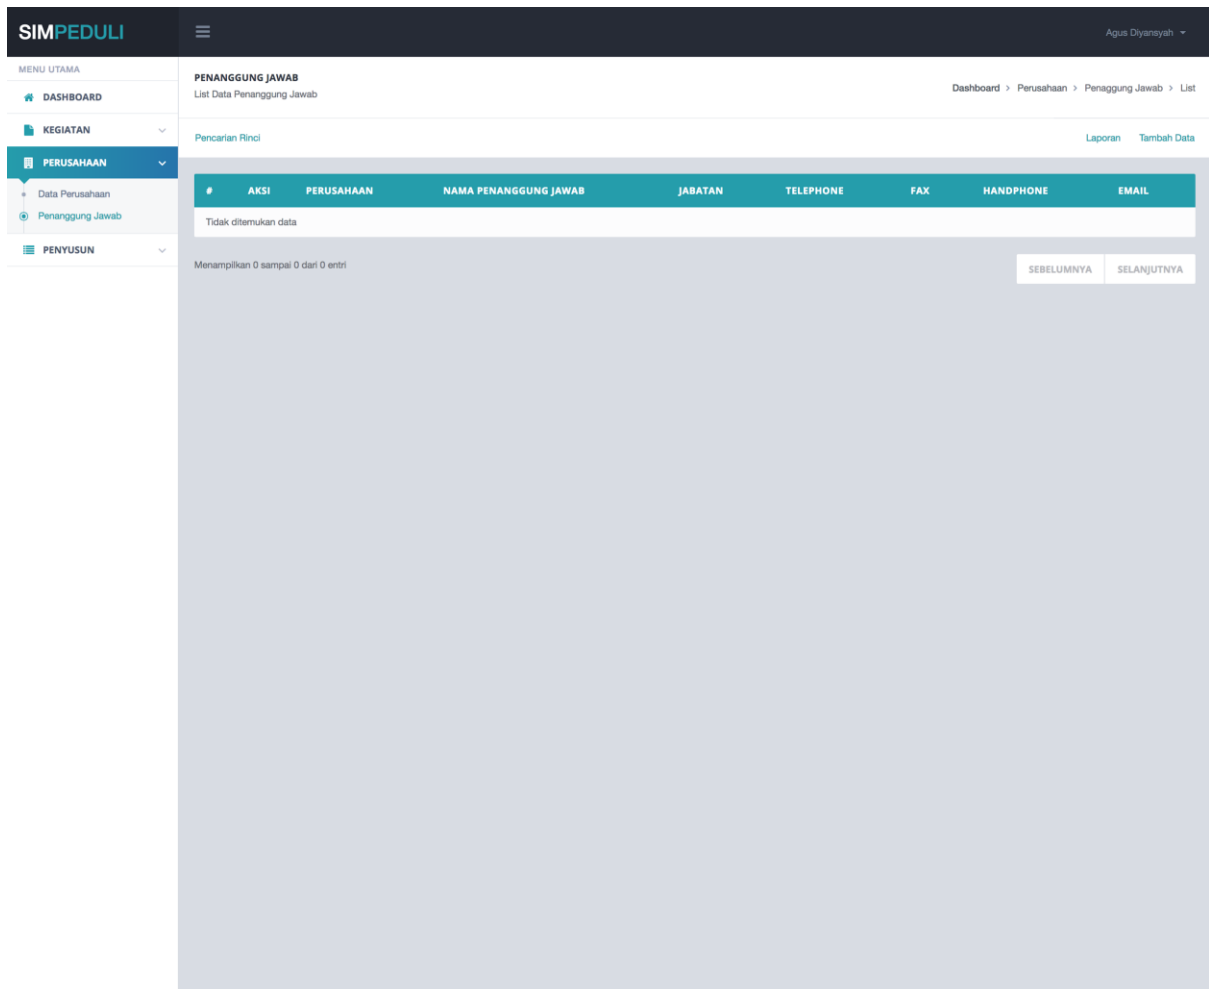 SIMPEDULI
Agus Diyansyah
MENU UTAMA
DASHBOARD
KEGIATAN
PERUSAHAAN
Data Perusahaan
Penanggung Jawab
PENYUSUN
PENANGGUNG JAWAB
List Data Penanggung Jawab
Dashboard > Perusahaan > Penaggung Jawab > List
Pencarian Rinci
Laporan Tambah Data
# AKSI PERUSAHAAN NAMA PENANGGUNG JAWAB JABATAN TELEPHONE FAX HANDPHONE EMAIL
Tidak ditemukan data
Menampilkan 0 sampai 0 dari 0 entri
SEBELUMNYA SELANJUTNYA